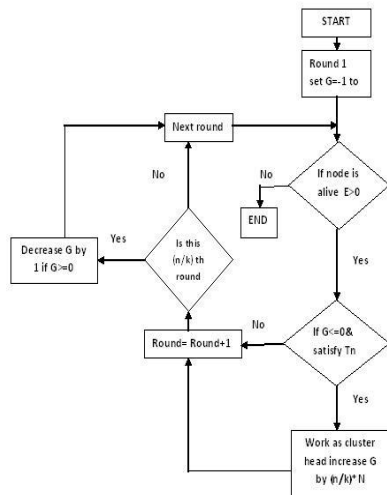 START
Round 1
set G=-1 to
Next round
If node is
alive E>0
No
END
No
Is this
(n/k) th
round
Yes
Decrease G by
1 if G>=0
Yes
If G<=0&
satisfy Tn
No
Round= Round+1
Yes
Work as cluster
head increase G
by (n/k)* N